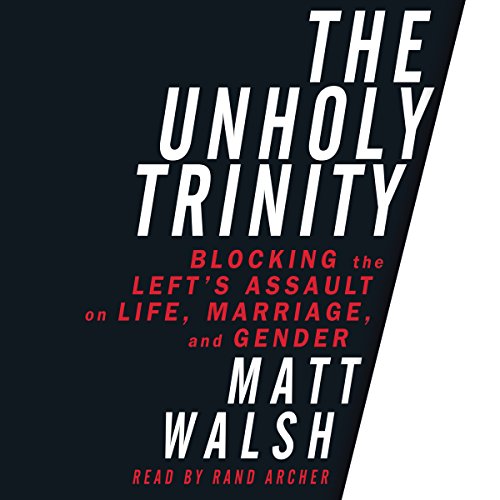 THE
UNHOLY
TRINITY
BLOCKING the
LEFT'S ASSAULT
on LIFE, MARRIAGE,
and GENDER
MATT
WALSH
READ BY RAND ARCHER